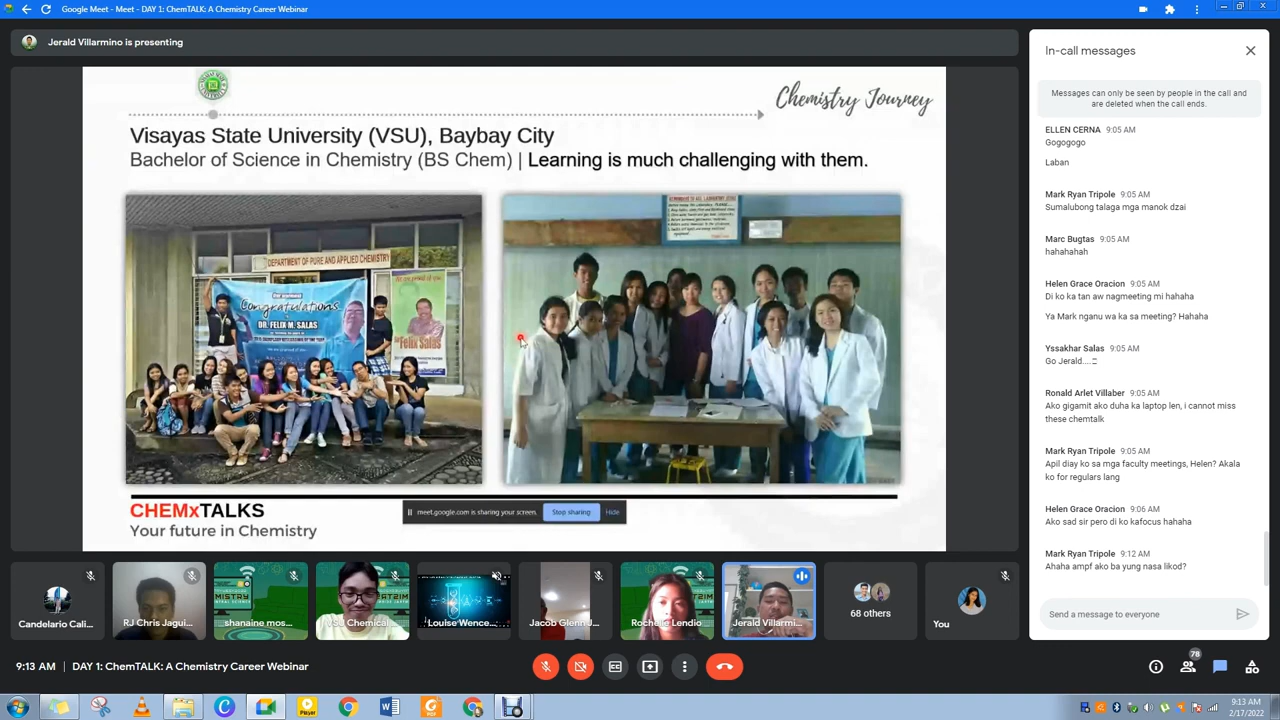 Google Meet - Meet - DAY 1: ChemTALK: A Chemistry Career Webinar
Jerald Villarmino is presenting
Chemistry Journey
Visayas State University (VSU), Baybay City
Bachelor of Science in Chemistry (BS Chem) | Learning is much challenging with them.
DEPARTMENT OF PURE AND APPLIED CHEMISTRY
Congratulations
DR. FELIX M. SALAS
Felix Salas
CHEMxTALKS
Your future in Chemistry
meet.google.com is sharing your screen.
Stop sharing
Hide
Candelario Cali...
RJ Chris Jagui...
shanaine mos...
VSU Chemical...
Louise Wence...
Jacob Glenn J...
Rochelle Lendio
Jerald Villarmi...
68 others
You
9:13 AM | DAY 1: ChemTALK: A Chemistry Career Webinar
78
In-call messages
Messages can only be seen by people in the call and
are deleted when the call ends.
ELLEN CERNA 9:05 AM
Gogogogo
Laban
Mark Ryan Tripole 9:05 AM
Sumalubong talaga mga manok dzai
Marc Bugtas 9:05 AM
hahahahah
Helen Grace Oracion 9:05 AM
Di ko ka tan aw nagmeeting mi hahaha
Ya Mark nganu wa ka sa meeting? Hahaha
Yssakhar Salas 9:05 AM
Go Jerald.....
Ronald Arlet Villaber 9:05 AM
Ako gigamit ako duha ka laptop len, i cannot miss
these chemtalk
Mark Ryan Tripole 9:05 AM
Apil diay ko sa mga faculty meetings, Helen? Akala
ko for regulars lang
Helen Grace Oracion 9:06 AM
Ako sad sir pero di ko kafocus hahaha
Mark Ryan Tripole 9:12 AM
Ahaha ampf ako ba yung nasa likod?
Send a message to everyone
9:13 AM
2/17/2022